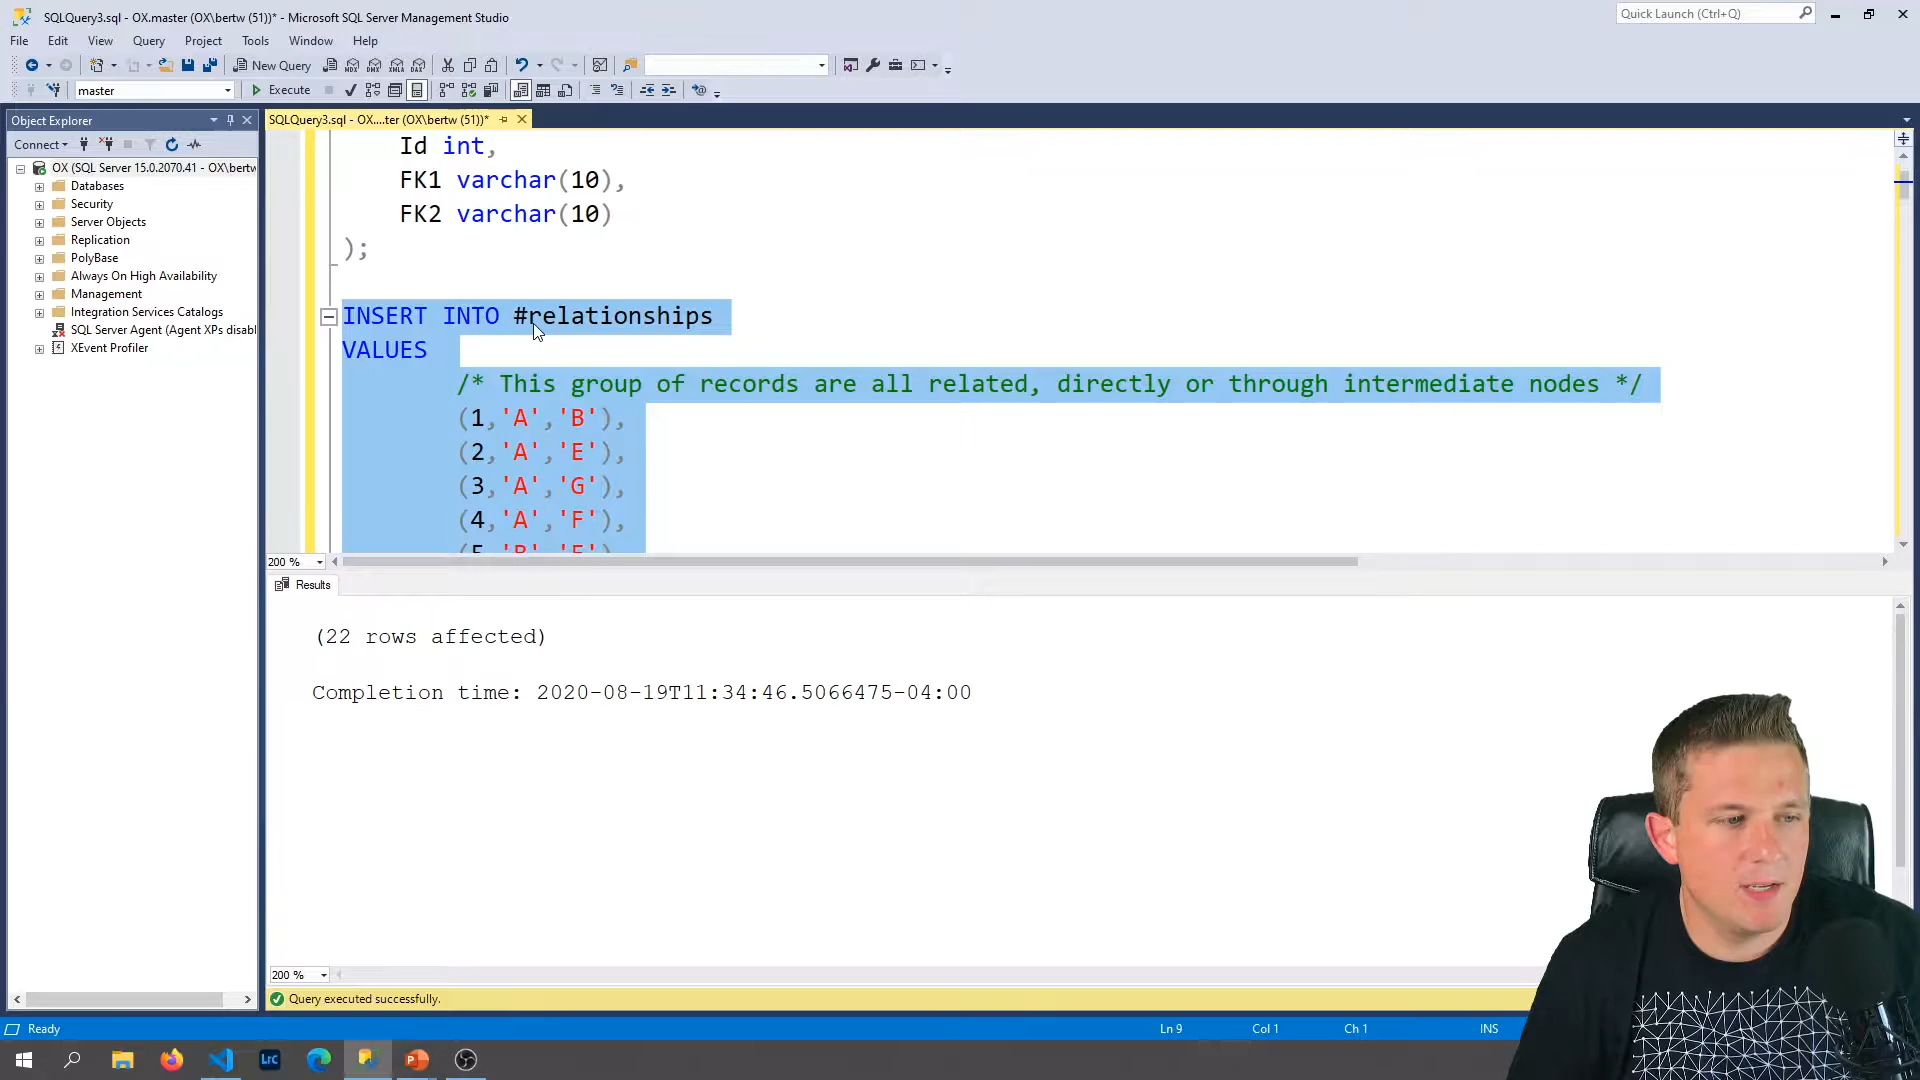 SQLQuery3.sql - OX.master (OX\bertw (51))* - Microsoft SQL Server Management Studio
Quick Launch (Ctrl+Q)
File Edit View Query Project Tools Window Help
New Query
master
Execute
Object Explorer
SQLQuery3.sql - OX....ter (OX\bertw (51))*
Connect
OX (SQL Server 15.0.2070.41 - OX\bertw
Databases
Security
Server Objects
Replication
PolyBase
Always On High Availability
Management
Integration Services Catalogs
SQL Server Agent (Agent XPs disabl
XEvent Profiler
Id int,
FK1 varchar(10),
FK2 varchar(10)
);
INSERT INTO #relationships
VALUES
/* This group of records are all related, directly or through intermediate nodes */
(1,'A','B'),
(2,'A','E'),
(3,'A','G'),
(4,'A','F'),
200 %
Results
(22 rows affected)
Completion time: 2020-08-19T11:34:46.5066475-04:00
200 %
Query executed successfully.
Ready
Ln 9
Col 1
Ch 1
INS
LrC